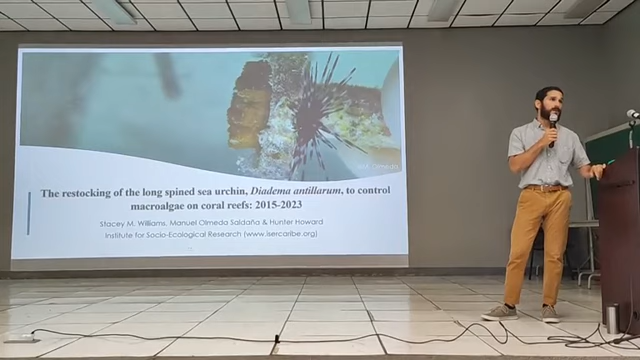 The restocking of the long spined sea urchin, Diadema antillarum, to control
macroalgae on coral reefs: 2015-2023
Stacey M. Williams, Manuel Olmeda Saldaña & Hunter Howard
Institute for Socio-Ecological Research (www.isercaribe.org)